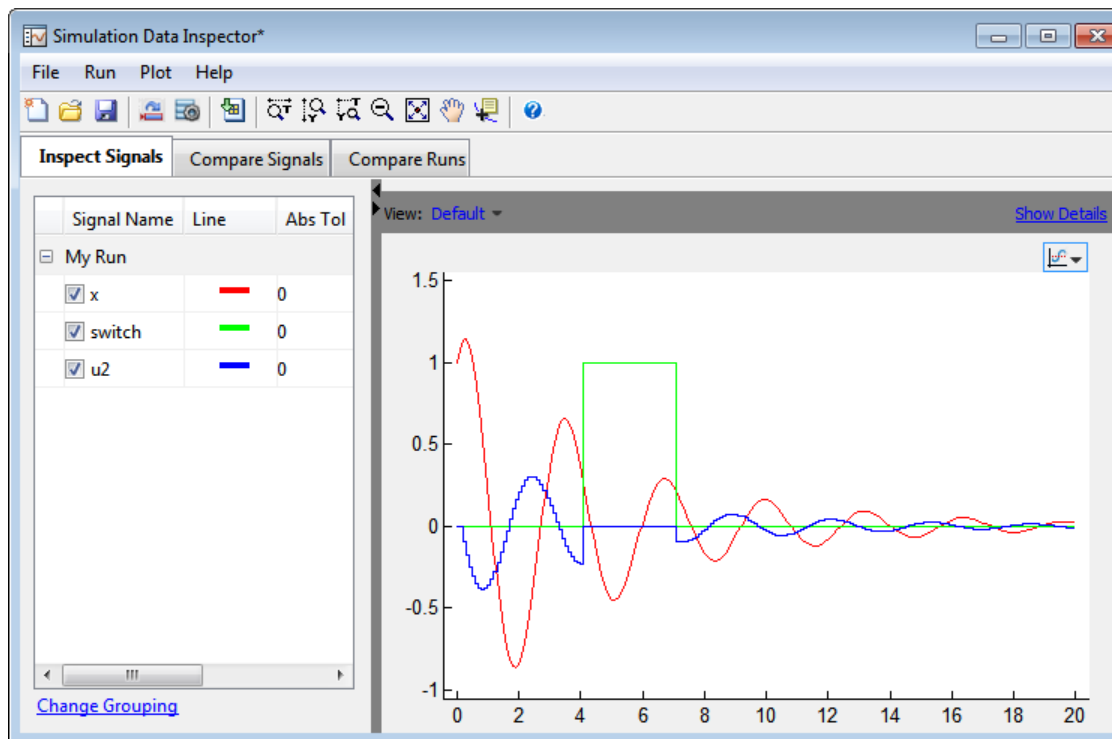 Simulation Data Inspector*
File Run Plot Help
Inspect Signals Compare Signals Compare Runs
Signal Name Line Abs Tol
My Run
x 0
switch 0
u2 0
Change Grouping
View: Default Show Details
1.5
1
0.5
0
-0.5
-1
0 2 4 6 8 10 12 14 16 18 20